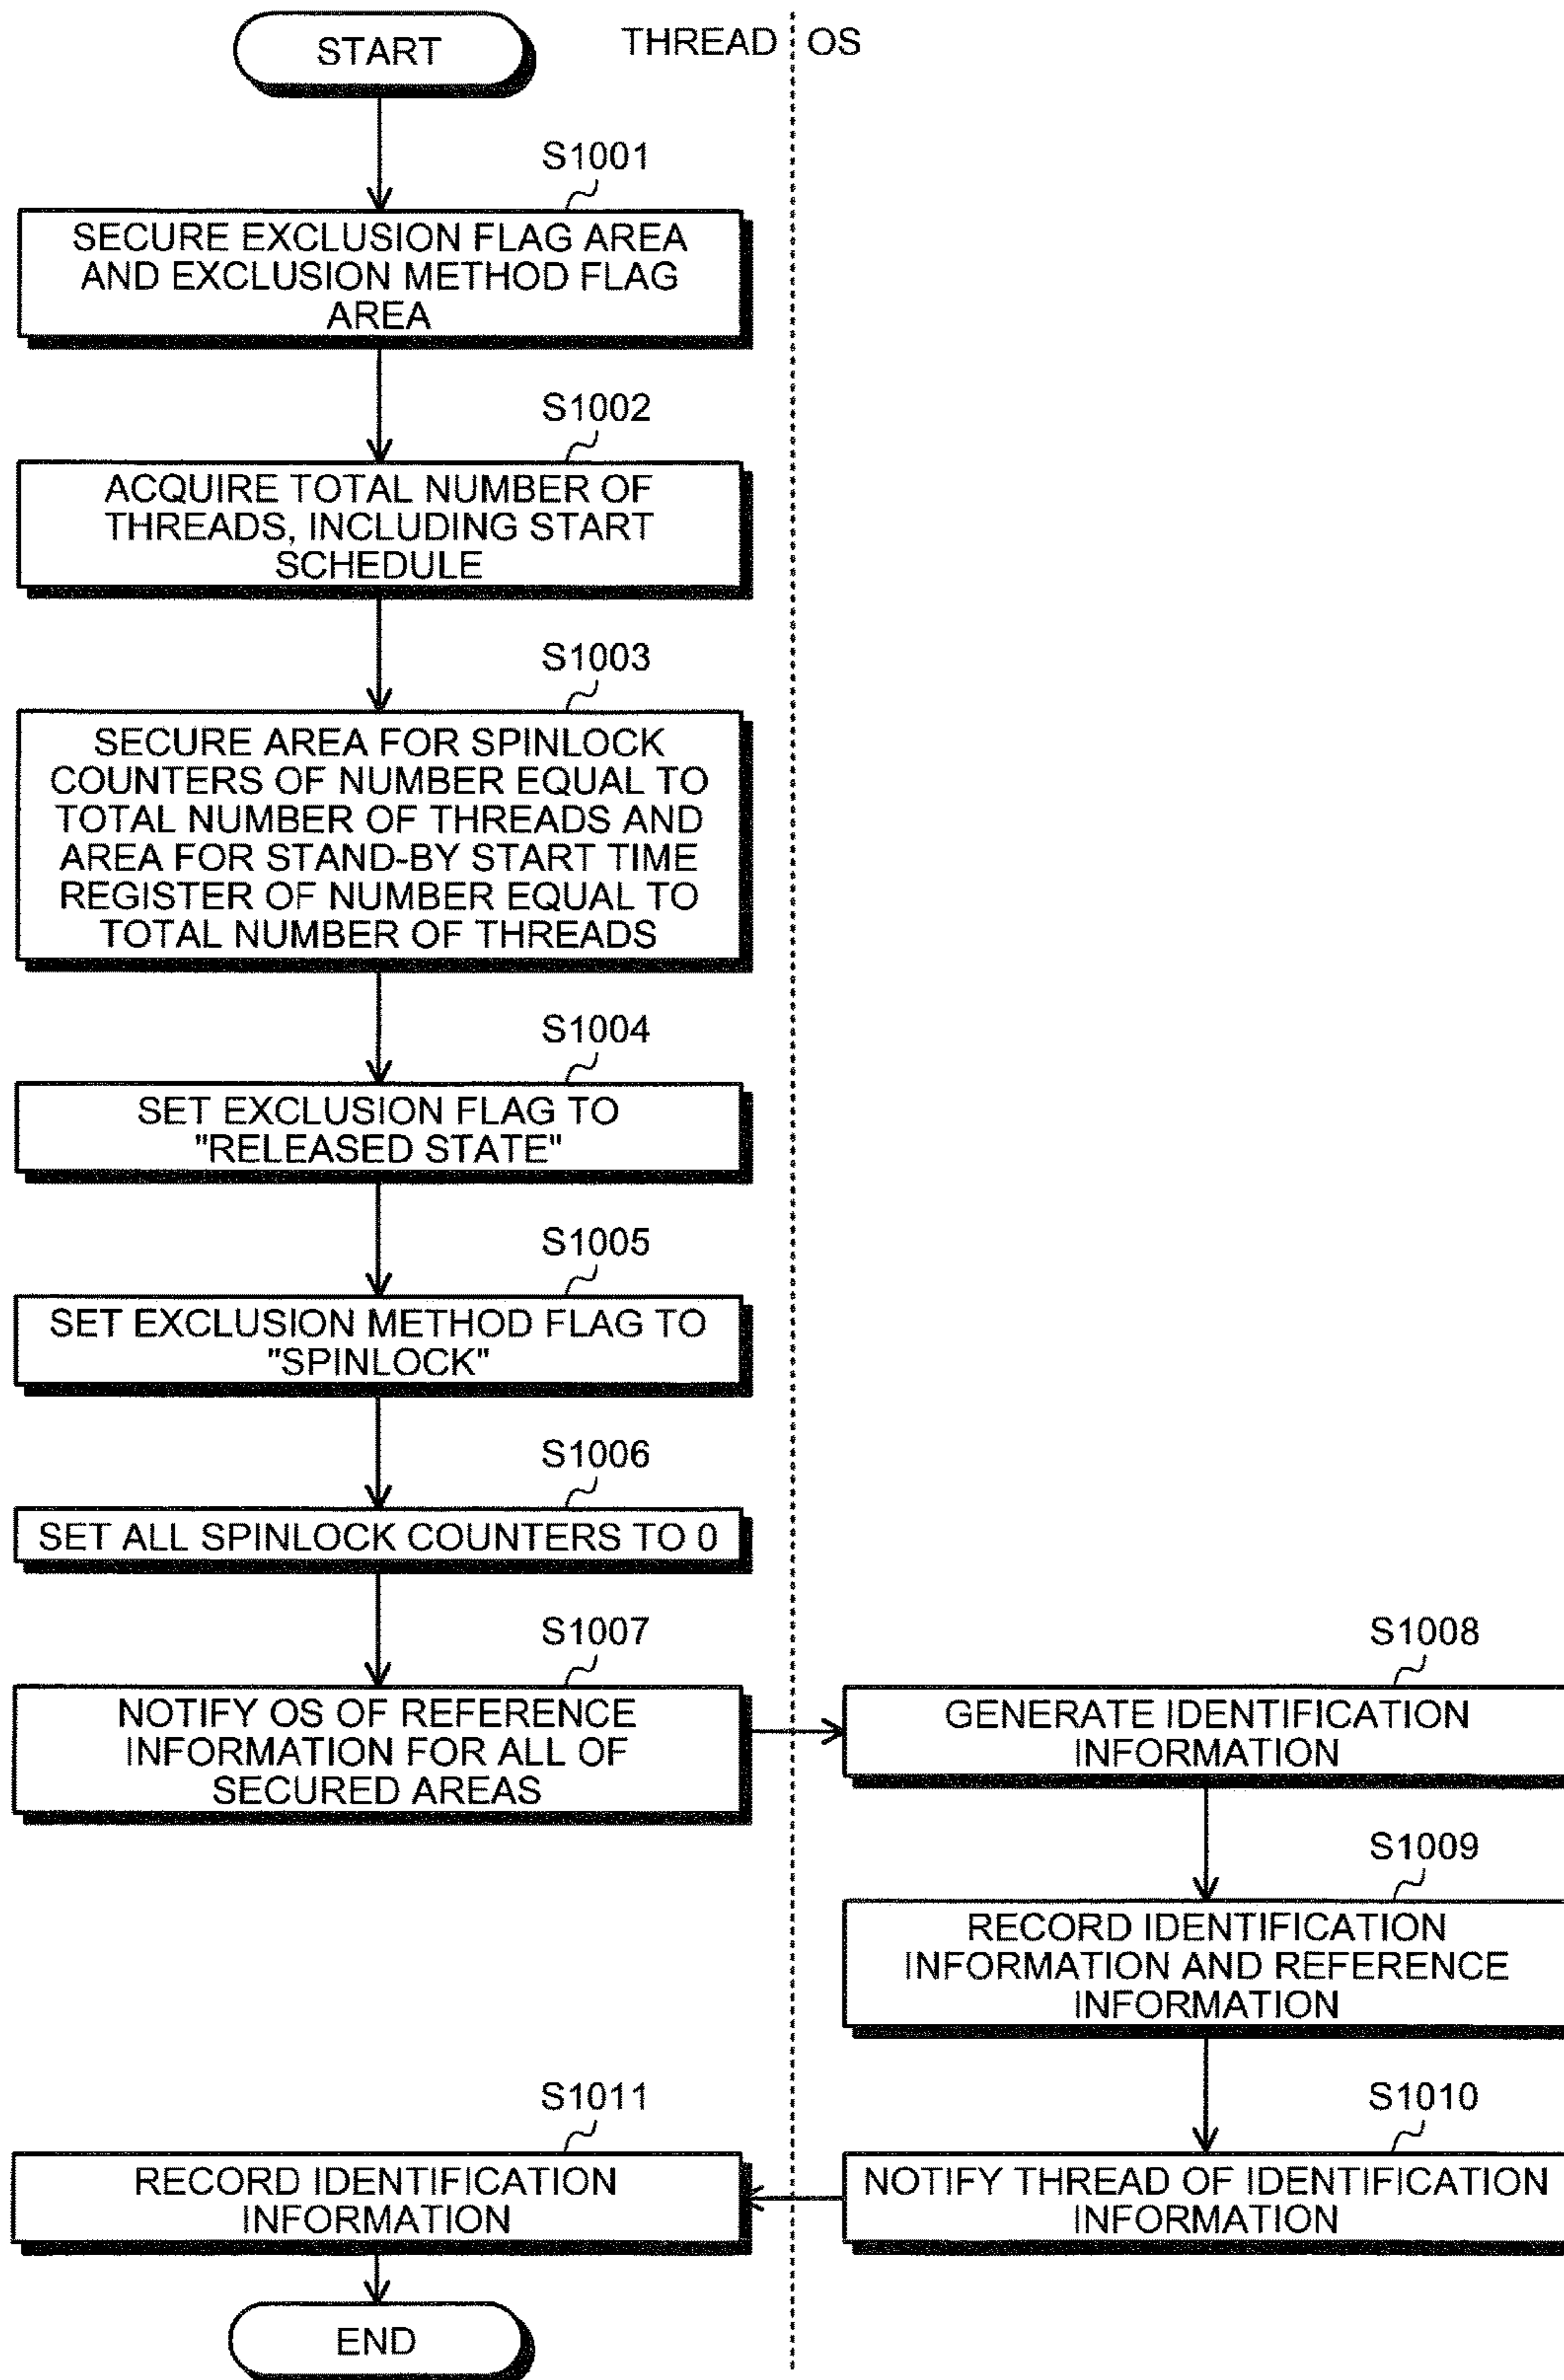 START
THREAD
OS
S1001
SECURE EXCLUSION FLAG AREA
AND EXCLUSION METHOD FLAG
AREA
S1002
ACQUIRE TOTAL NUMBER OF
THREADS, INCLUDING START
SCHEDULE
S1003
SECURE AREA FOR SPINLOCK
COUNTERS OF NUMBER EQUAL TO
TOTAL NUMBER OF THREADS AND
AREA FOR STAND-BY START TIME
REGISTER OF NUMBER EQUAL TO
TOTAL NUMBER OF THREADS
S1004
SET EXCLUSION FLAG TO
"RELEASED STATE"
S1005
SET EXCLUSION METHOD FLAG TO
"SPINLOCK"
S1006
SET ALL SPINLOCK COUNTERS TO 0
S1007
NOTIFY OS OF REFERENCE
INFORMATION FOR ALL OF
SECURED AREAS
S1008
GENERATE IDENTIFICATION
INFORMATION
S1009
RECORD IDENTIFICATION
INFORMATION AND REFERENCE
INFORMATION
S1010
NOTIFY THREAD OF IDENTIFICATION
INFORMATION
S1011
RECORD IDENTIFICATION
INFORMATION
END